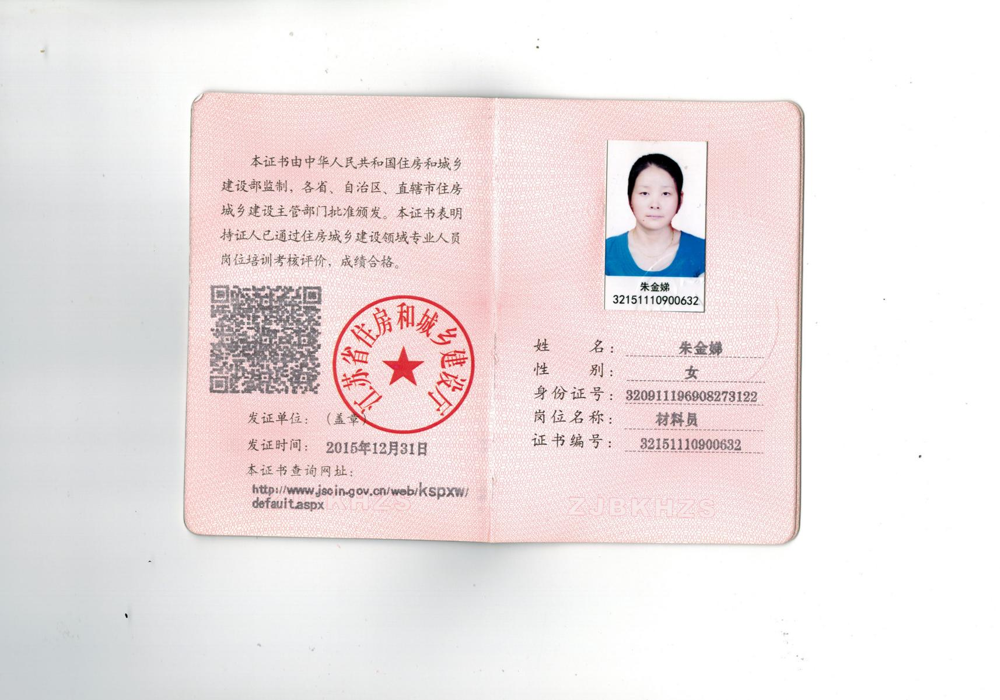 本证书由中华人民共和国住房和城乡
建设部监制，各省、自治区、直辖市住房
城乡建设主管部门批准颁发。本证书表明
持证人已通过住房城乡建设领域专业人员
岗位培训考核评价，成绩合格。
江苏省住房和城乡建设厅
发证单位：（盖章）
发证时间：2015年12月31日
本证书查询网址：
http://www.jscin.gov.cn/web/kspxw/
default.aspx
KHZS
朱金娣
32151110900632
姓名：朱金娣
性别：女
身份证号：320911196908273122
岗位名称：材料员
证书编号：32151110900632
ZJBKHZS